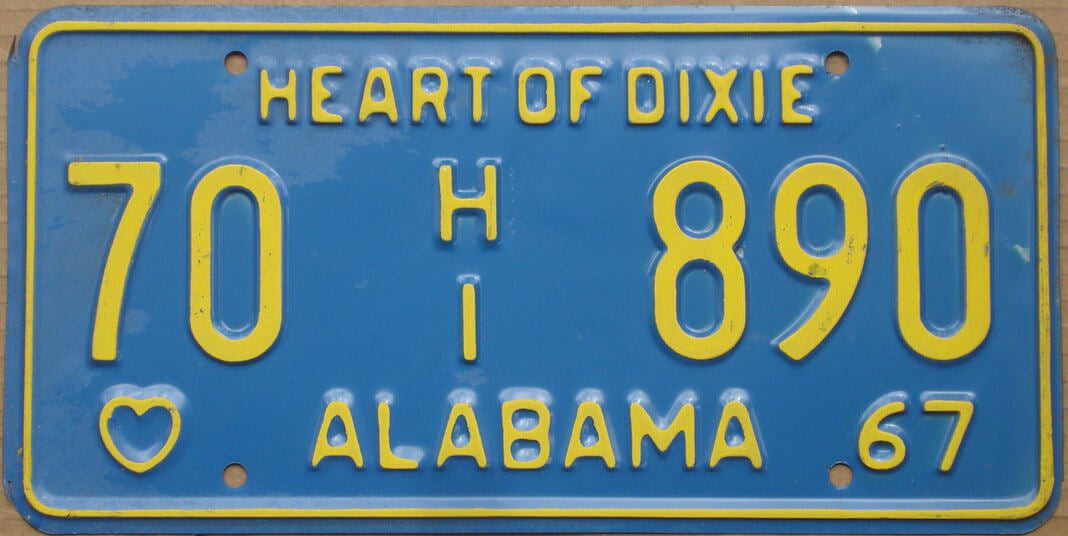 HEART OF DIXIE
70 H I 890
ALABAMA 67